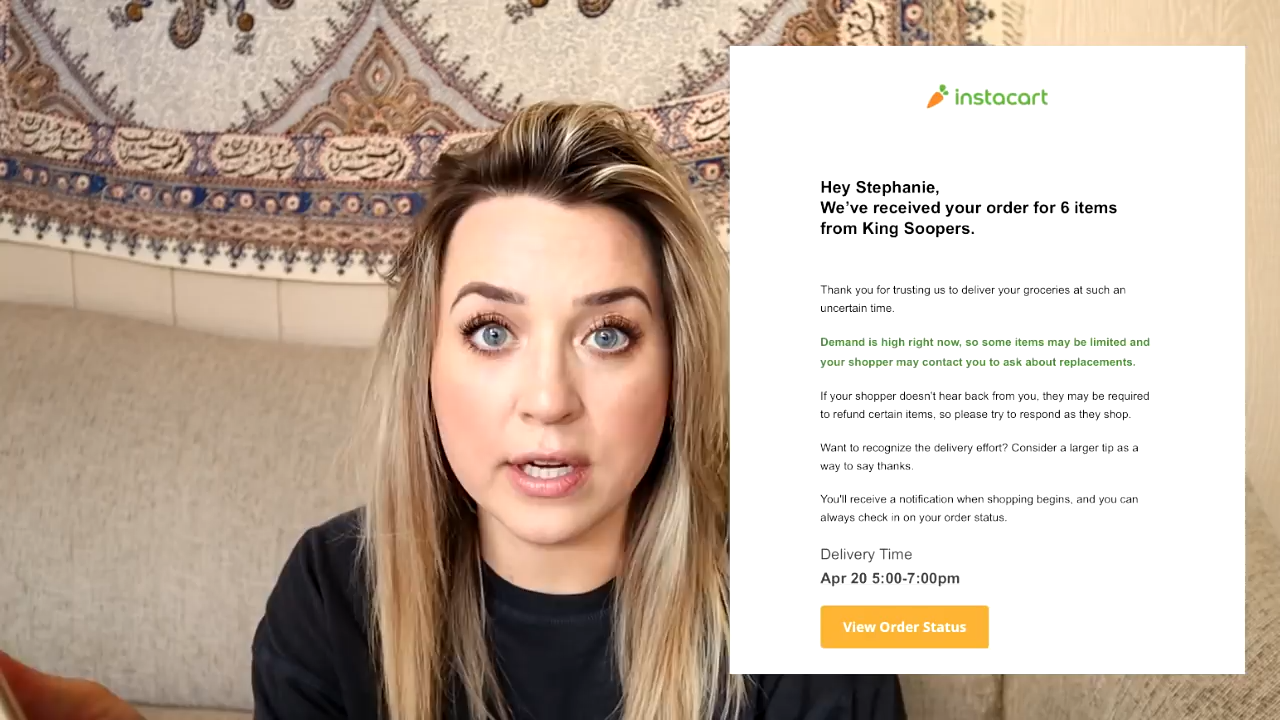 instacart
Hey Stephanie,
We've received your order for 6 items
from King Soopers.
Thank you for trusting us to deliver your groceries at such an
uncertain time.
Demand is high right now, so some items may be limited and
your shopper may contact you to ask about replacements.
If your shopper doesn't hear back from you, they may be required
to refund certain items, so please try to respond as they shop.
Want to recognize the delivery effort? Consider a larger tip as a
way to say thanks.
You'll receive a notification when shopping begins, and you can
always check in on your order status.
Delivery Time
Apr 20 5:00-7:00pm
View Order Status